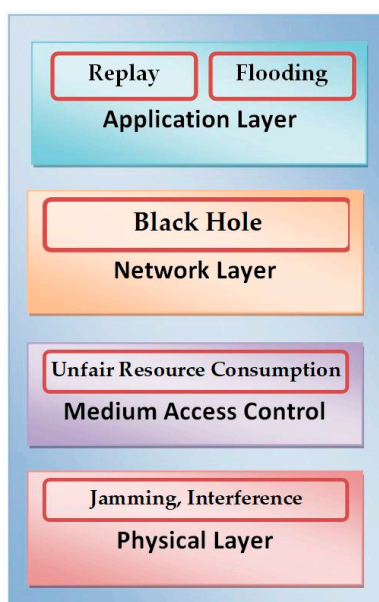 Replay Flooding
Application Layer
Black Hole
Network Layer
Unfair Resource Consumption
Medium Access Control
Jamming, Interference
Physical Layer